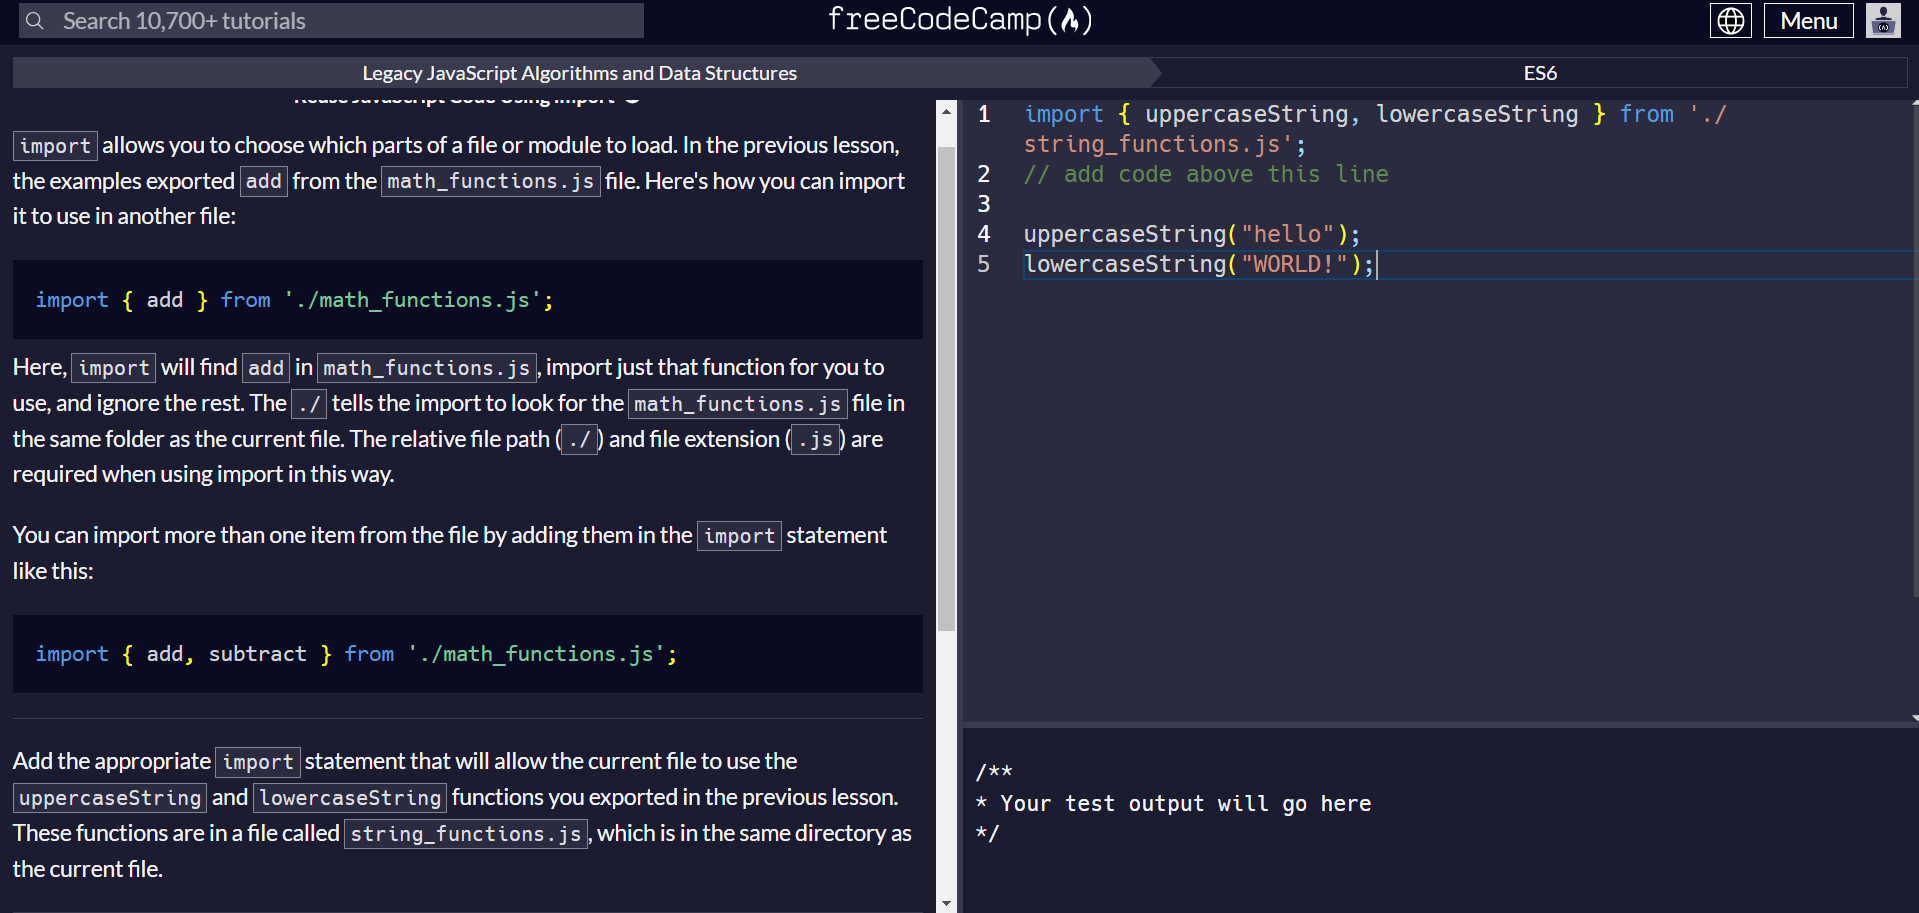 Search 10,700+ tutorials
freeCodeCamp(🔥)
Menu
Legacy JavaScript Algorithms and Data Structures
ES6
Reuse JavaScript Code Using import
import allows you to choose which parts of a file or module to load. In the previous lesson,
the examples exported add from the math_functions.js file. Here's how you can import
it to use in another file:
import { add } from './math_functions.js';
Here, import will find add in math_functions.js, import just that function for you to
use, and ignore the rest. The ./ tells the import to look for the math_functions.js file in
the same folder as the current file. The relative file path (./) and file extension (.js) are
required when using import in this way.
You can import more than one item from the file by adding them in the import statement
like this:
import { add, subtract } from './math_functions.js';
Add the appropriate import statement that will allow the current file to use the
uppercaseString and lowercaseString functions you exported in the previous lesson.
These functions are in a file called string_functions.js, which is in the same directory as
the current file.
1 import { uppercaseString, lowercaseString } from './
string_functions.js';
2 // add code above this line
3
4 uppercaseString("hello");
5 lowercaseString("WORLD!");
/**
* Your test output will go here
*/